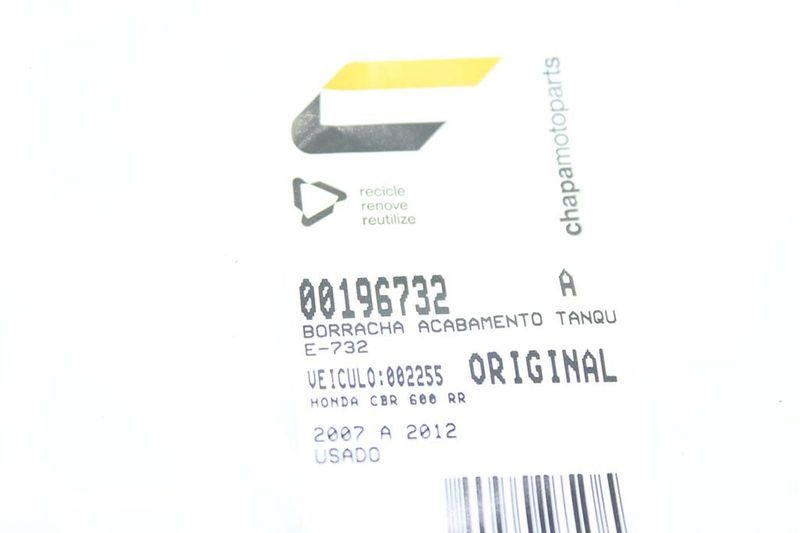 recicle
renove
reutilize
chapamotoparts
00196732 A
BORRACHA ACABAMENTO TANQU
E-732
VEICULO:002255 ORIGINAL
HONDA CBR 600 RR
2007 A 2012
USADO